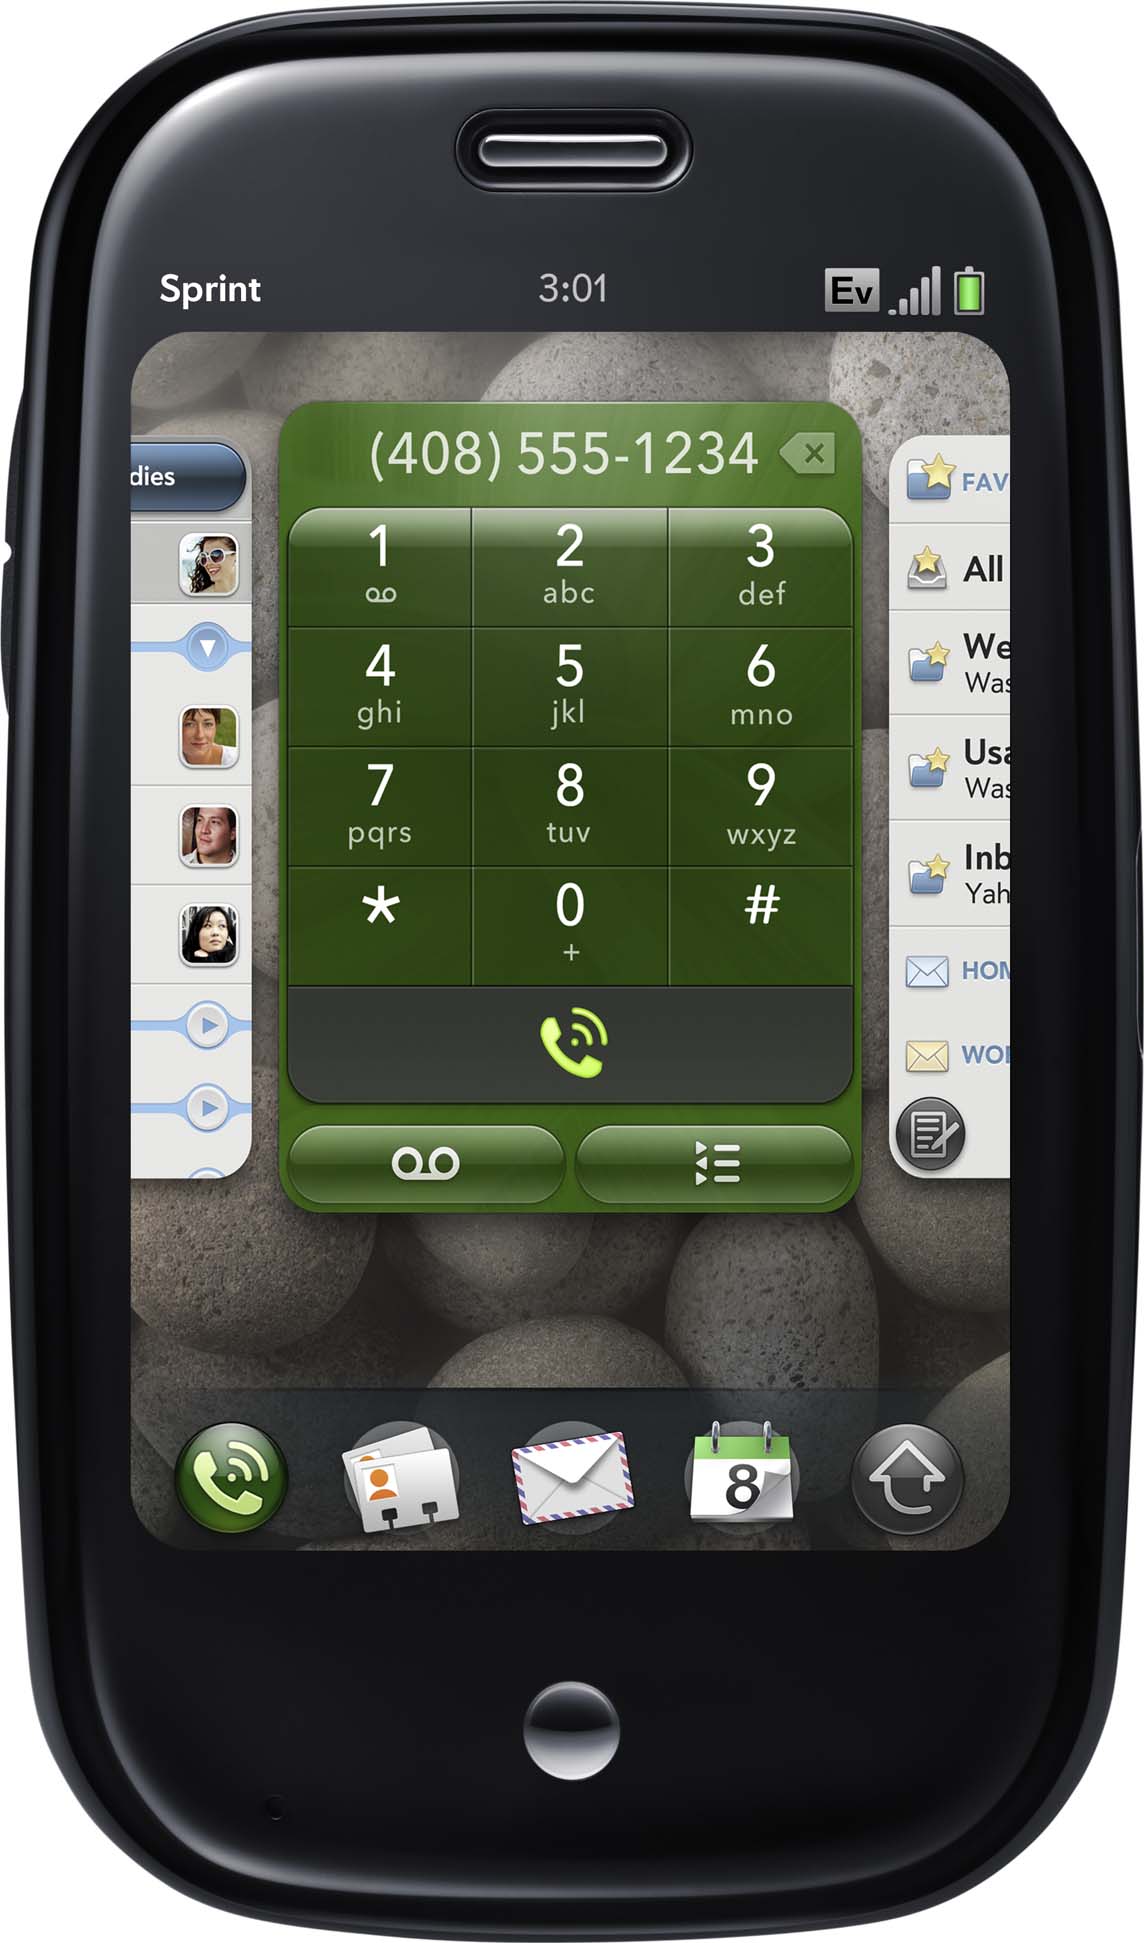 Sprint 3:01 Ev
(408) 555-1234
dies
1 2 3
abc def
4 5 6
ghi jkl mno
7 8 9
pqrs tuv wxyz
* 0 #
+
FAV
All
We
Was
Usa
Was
Inb
Yah
HOM
WOR
8